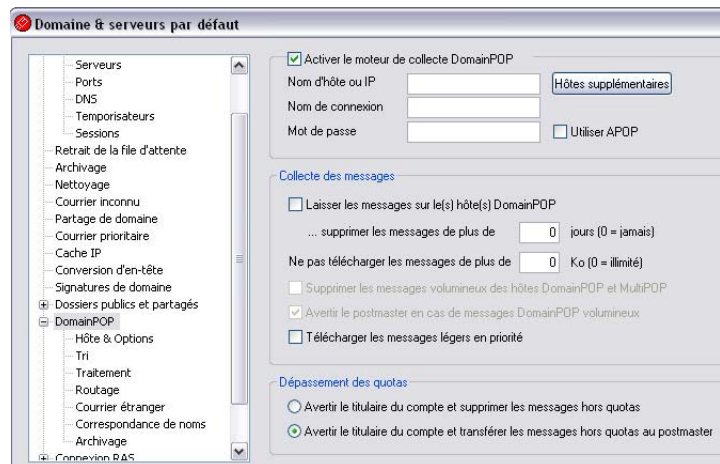 Domaine & serveurs par défaut
Serveurs
Ports
DNS
Temporisateurs
Sessions
Retrait de la file d'attente
Archivage
Nettoyage
Courrier inconnu
Partage de domaine
Courrier prioritaire
Cache IP
Conversion d'en-tête
Signatures de domaine
Dossiers publics et partagés
DomainPOP
Hôte & Options
Tri
Traitement
Routage
Courrier étranger
Correspondance de noms
Archivage
Connexion RAS
Activer le moteur de collecte DomainPOP
Nom d'hôte ou IP
Hôtes supplémentaires
Nom de connexion
Mot de passe
Utiliser APOP
Collecte des messages
Laisser les messages sur le(s) hôte(s) DomainPOP
... supprimer les messages de plus de 0 jours (0 = jamais)
Ne pas télécharger les messages de plus de 0 Ko (0 = illimité)
Supprimer les messages volumineux des hôtes DomainPOP et MultiPOP
Avertir le postmaster en cas de messages DomainPOP volumineux
Télécharger les messages légers en priorité
Dépassement des quotas
Avertir le titulaire du compte et supprimer les messages hors quotas
Avertir le titulaire du compte et transférer les messages hors quotas au postmaster